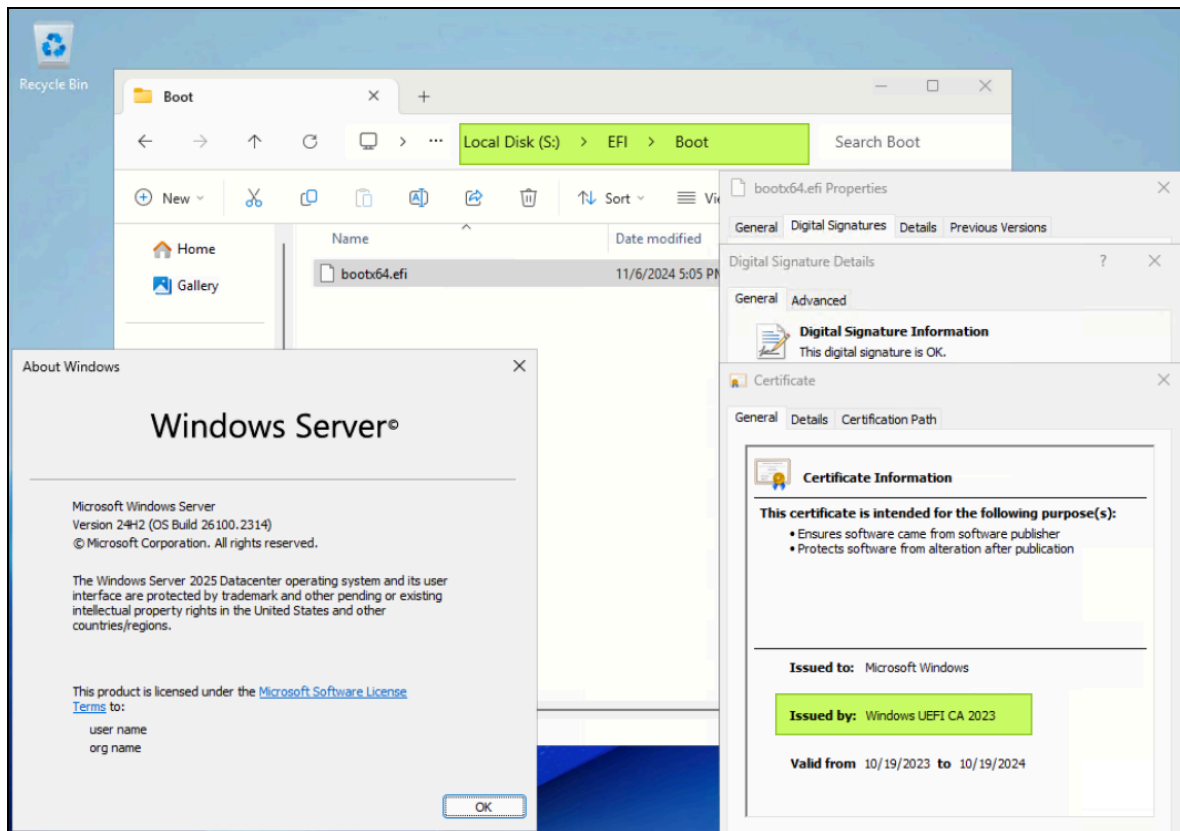 Recycle Bin
Boot
Local Disk (S:) > EFI > Boot
Search Boot
New
Sort
Home
Gallery
Name
Date modified
bootx64.efi
11/6/2024 5:05
bootx64.efi Properties
General Digital Signatures Details Previous Versions
Digital Signature Details
?
General Advanced
Digital Signature Information
This digital signature is OK.
Certificate
General Details Certification Path
Certificate Information
This certificate is intended for the following purpose(s):
• Ensures software came from software publisher
• Protects software from alteration after publication
Issued to: Microsoft Windows
Issued by: Windows UEFI CA 2023
Valid from 10/19/2023 to 10/19/2024
About Windows
Windows Server©
Microsoft Windows Server
Version 24H2 (OS Build 26100.2314)
© Microsoft Corporation. All rights reserved.
The Windows Server 2025 Datacenter operating system and its user
interface are protected by trademark and other pending or existing
intellectual property rights in the United States and other
countries/regions.
This product is licensed under the Microsoft Software License
Terms to:
user name
org name
OK